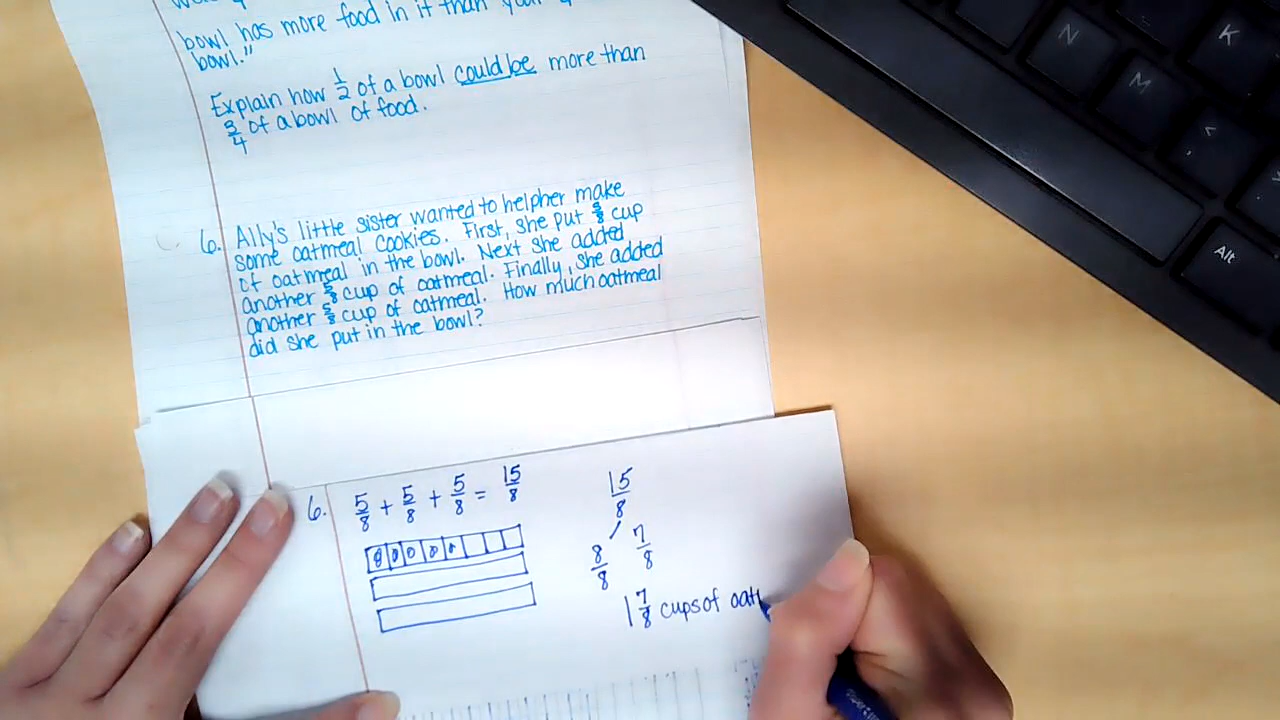 bowl has more food in it than your
bowl."
Explain how 1/2 of a bowl could be more than
3/4 of a bowl of food.
6. Ally's little sister wanted to help her make
some oatmeal cookies. First, she put 5/8 cup
of oatmeal in the bowl. Next she added
another 5/8 cup of oatmeal. Finally, she added
another 5/8 cup of oatmeal. How much oatmeal
did she put in the bowl?
6. 5/8 + 5/8 + 5/8 = 15/8
15/8
8/8 7/8
1 7/8 cups of oat
N
K
M
<
,
Alt